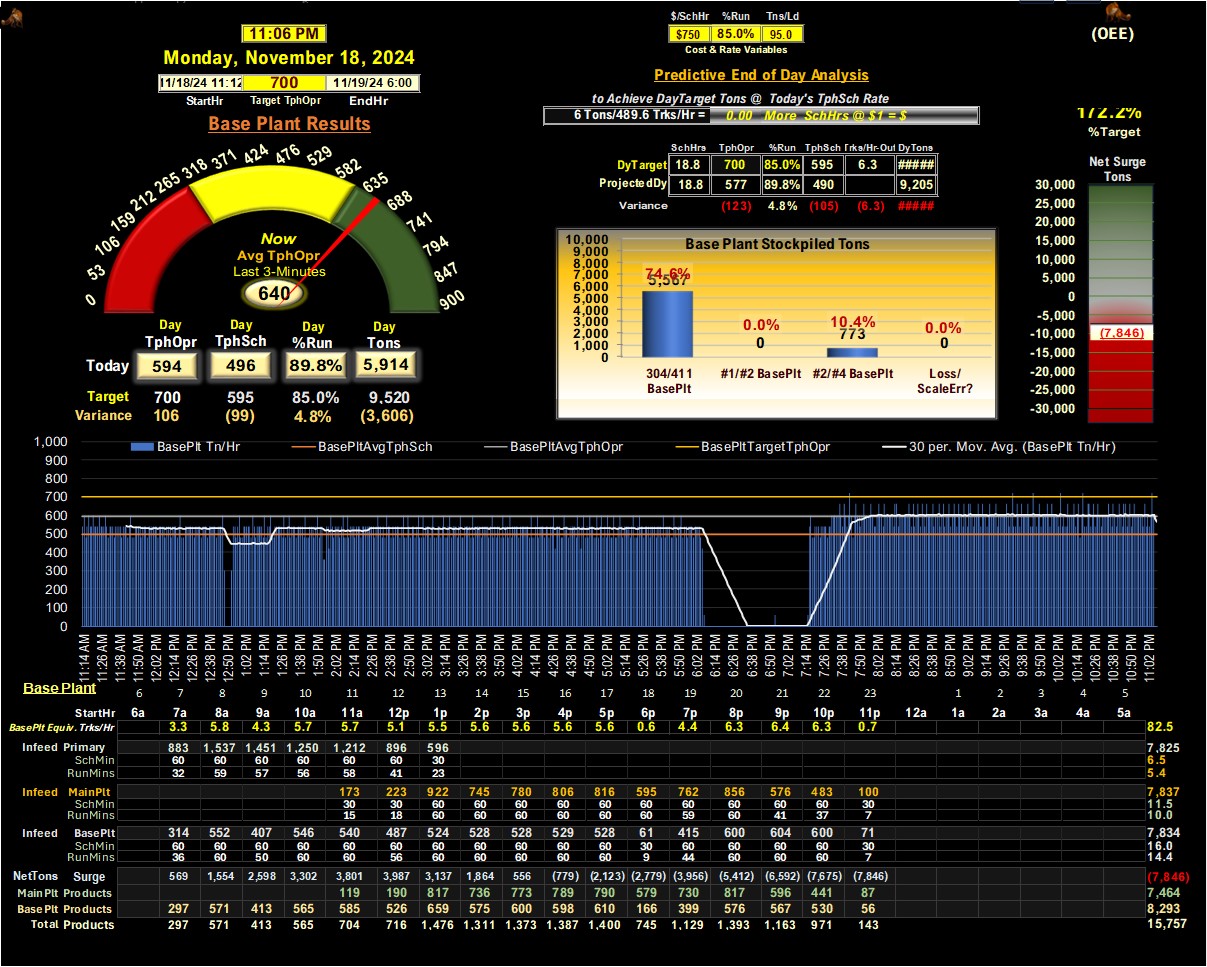 $/SchHr %Run Tns/Ld
$750 85.0% 95.0
Cost & Rate Variables
11:06 PM
Monday, November 18, 2024
11/18/24 11:12 700 11/19/24 6:00
StartHr Target TphOpr EndHr
Base Plant Results
0 53 106 159 212 265 318 371 424 476 529 582 635 688 741 794 847 900
Now
Avg TphOpr
Last 3-Minutes
640
Day Day Day Day
TphOpr TphSch %Run Tons
Today 594 496 89.8% 5,914
Target 700 595 85.0% 9.520
Variance 106 (99) 4.8% (3,606)
Predictive End of Day Analysis
to Achieve DayTarget Tons @ Today's TphSch Rate
6 Tons/489.6 Trks/Hr = 0.00 More SchHrs @ $1 = $
SchHrs TphOpr %Run TphSch Trks/Hr-Out DyTons
DyTarget 18.8 700 85.0% 595 6.3 #####
ProjectedDy 18.8 577 89.8% 490 9,205
Variance (123) 4.8% (105) (6.3) #####
Base Plant Stockpiled Tons
10,000
9,000
8,000
7,000
6,000
5,000
4,000
3,000
2,000
1,000
0
74.6% 0.0% 10.4% 0.0%
5,567 0 773 0
304/411 BasePlt
#1/#2 BasePlt
#2/#4 BasePlt
Loss/ ScaleErr?
(OEE)
172.2%
%Target
Net Surge
Tons
30,000
25,000
20,000
15,000
10,000
5,000
0
-5,000
-10,000
-15,000
-20,000
-25,000
-30,000
(7,846)
BasePlt Tn/Hr BasePltAvgTphSch BasePltAvgTphOpr BasePltTargetTphOpr 30 per. Mov. Avg. (BasePlt Tn/Hr)
1,000
900
800
700
600
500
400
300
200
100
0
11:14 AM 11:26 AM 11:38 AM 11:50 AM 12:02 PM 12:14 PM 12:26 PM 12:38 PM 12:50 PM 1:02 PM 1:14 PM 1:26 PM 1:38 PM 1:50 PM 2:02 PM 2:14 PM 2:26 PM 2:38 PM 2:50 PM 3:02 PM 3:14 PM 3:26 PM 3:38 PM 3:50 PM 4:02 PM 4:14 PM 4:26 PM 4:38 PM 4:50 PM 5:02 PM 5:14 PM 5:26 PM 5:38 PM 5:50 PM 6:02 PM 6:14 PM 6:26 PM 6:38 PM 6:50 PM 7:02 PM 7:14 PM 7:26 PM 7:38 PM 7:50 PM 8:02 PM 8:14 PM 8:26 PM 8:38 PM 8:50 PM 9:02 PM 9:14 PM 9:26 PM 9:38 PM 9:50 PM 10:02 PM 10:14 PM 10:26 PM 10:38 PM 10:50 PM 11:02 PM
Base Plant 6 7 8 9 10 11 12 13 14 15 16 17 18 19 20 21 22 23 1 2 3 4 5
StartHr 6a 7a 8a 9a 10a 11a 12p 1p 2p 3p 4p 5p 6p 7p 8p 9p 10p 11p 12a 1a 2a 3a 4a 5a
BasePlt Equiv. Trks/Hr 3.3 5.8 4.3 5.7 5.7 5.1 5.5 5.6 5.6 5.6 5.6 0.6 4.4 6.3 6.4 6.3 0.7 82.5
Infeed Primary 883 1,537 1,451 1,250 1,212 896 596 7,825
SchMin 60 60 60 60 60 60 30 6.5
RunMins 32 59 57 56 58 41 23 5.4
Infeed MainPlt 173 223 922 745 780 806 816 595 762 856 576 483 100 7,837
SchMin 30 30 60 60 60 60 60 60 60 60 60 60 30 11.5
RunMins 15 18 60 60 60 60 60 60 59 60 41 37 7 10.0
Infeed BasePlt 314 552 407 546 540 487 524 528 528 529 528 61 415 600 604 600 71 7,834
SchMin 60 60 60 60 60 60 60 60 60 60 60 30 60 60 60 60 30 16.0
RunMins 36 60 50 60 60 56 60 60 60 60 60 9 44 60 60 60 7 14.4
NetTons Surge 569 1,554 2,598 3,302 3,801 3,987 3,137 1,864 556 (779) (2,123) (2,779) (3,956) (5,412) (6,592) (7,675) (7,846) (7,846)
MainPlt Products 119 190 817 736 773 789 790 579 730 817 596 441 87 7,464
BasePlt Products 297 571 413 565 585 526 659 575 600 598 610 166 399 576 567 530 56 8,293
Total Products 297 571 413 565 704 716 1,476 1,311 1,373 1,387 1,400 745 1,129 1,393 1,163 971 143 15,757